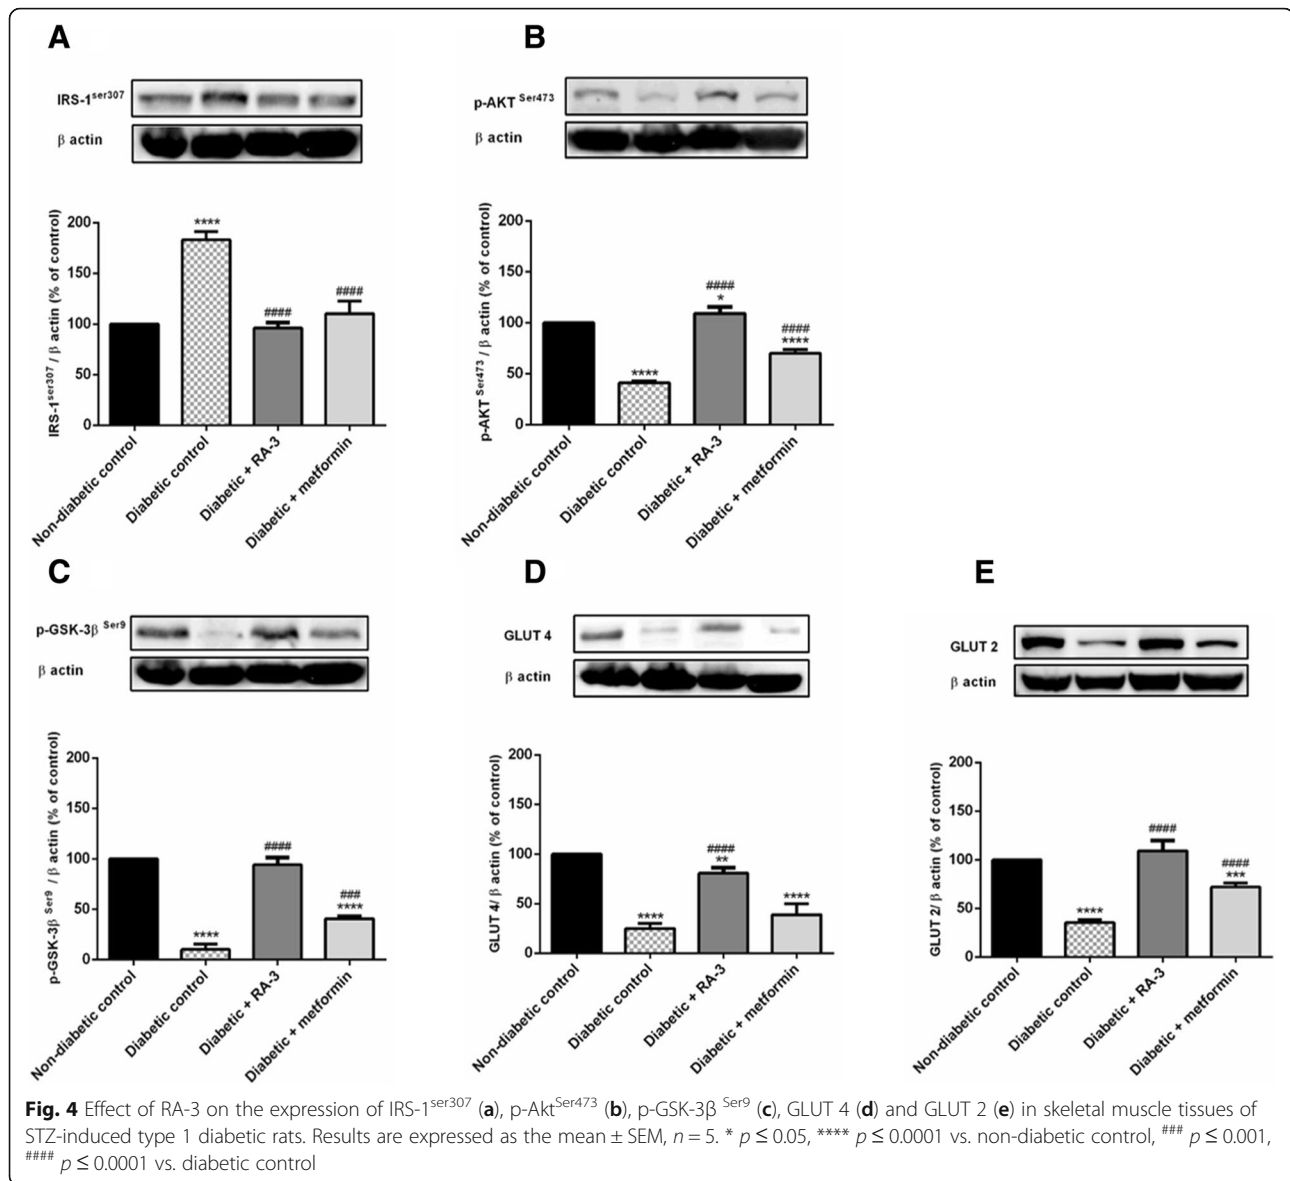 A
IRS-1ser307
β actin
200
150
100
50
0
IRS-1ser307/ β actin (% of control)
****
####
####
Non-diabetic control
Diabetic control
Diabetic + RA-3
Diabetic + metformin
B
p-AKT Ser473
β actin
200
150
100
50
0
p-AKT Ser473/ β actin (% of control)
****
####
*
####
****
Non-diabetic control
Diabetic control
Diabetic + RA-3
Diabetic + metformin
C
p-GSK-3β Ser9
β actin
200
150
100
50
0
p-GSK-3β Ser9 / β actin (% of control)
****
####
###
****
Non-diabetic control
Diabetic control
Diabetic + RA-3
Diabetic + metformin
D
GLUT 4
β actin
200
150
100
50
0
GLUT 4/ β actin (% of control)
****
####
**
****
Non-diabetic control
Diabetic control
Diabetic + RA-3
Diabetic + metformin
E
GLUT 2
β actin
200
150
100
50
0
GLUT 2/ β actin (% of control)
****
####
####
***
Non-diabetic control
Diabetic control
Diabetic + RA-3
Diabetic + metformin
Fig. 4 Effect of RA-3 on the expression of IRS-1ser307 (a), p-AktSer473 (b), p-GSK-3β Ser9 (c), GLUT 4 (d) and GLUT 2 (e) in skeletal muscle tissues of
STZ-induced type 1 diabetic rats. Results are expressed as the mean ± SEM, n = 5. * p ≤ 0.05, **** p ≤ 0.0001 vs. non-diabetic control, ### p ≤ 0.001,
#### p ≤ 0.0001 vs. diabetic control